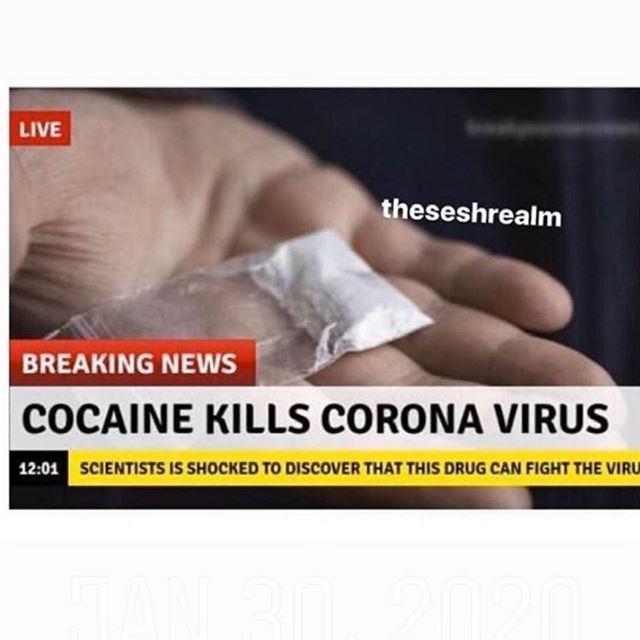 LIVE
theseshrealm
BREAKING NEWS
COCAINE KILLS CORONA VIRUS
12:01 SCIENTISTS IS SHOCKED TO DISCOVER THAT THIS DRUG CAN FIGHT THE VIRU
JAN 30, 2020